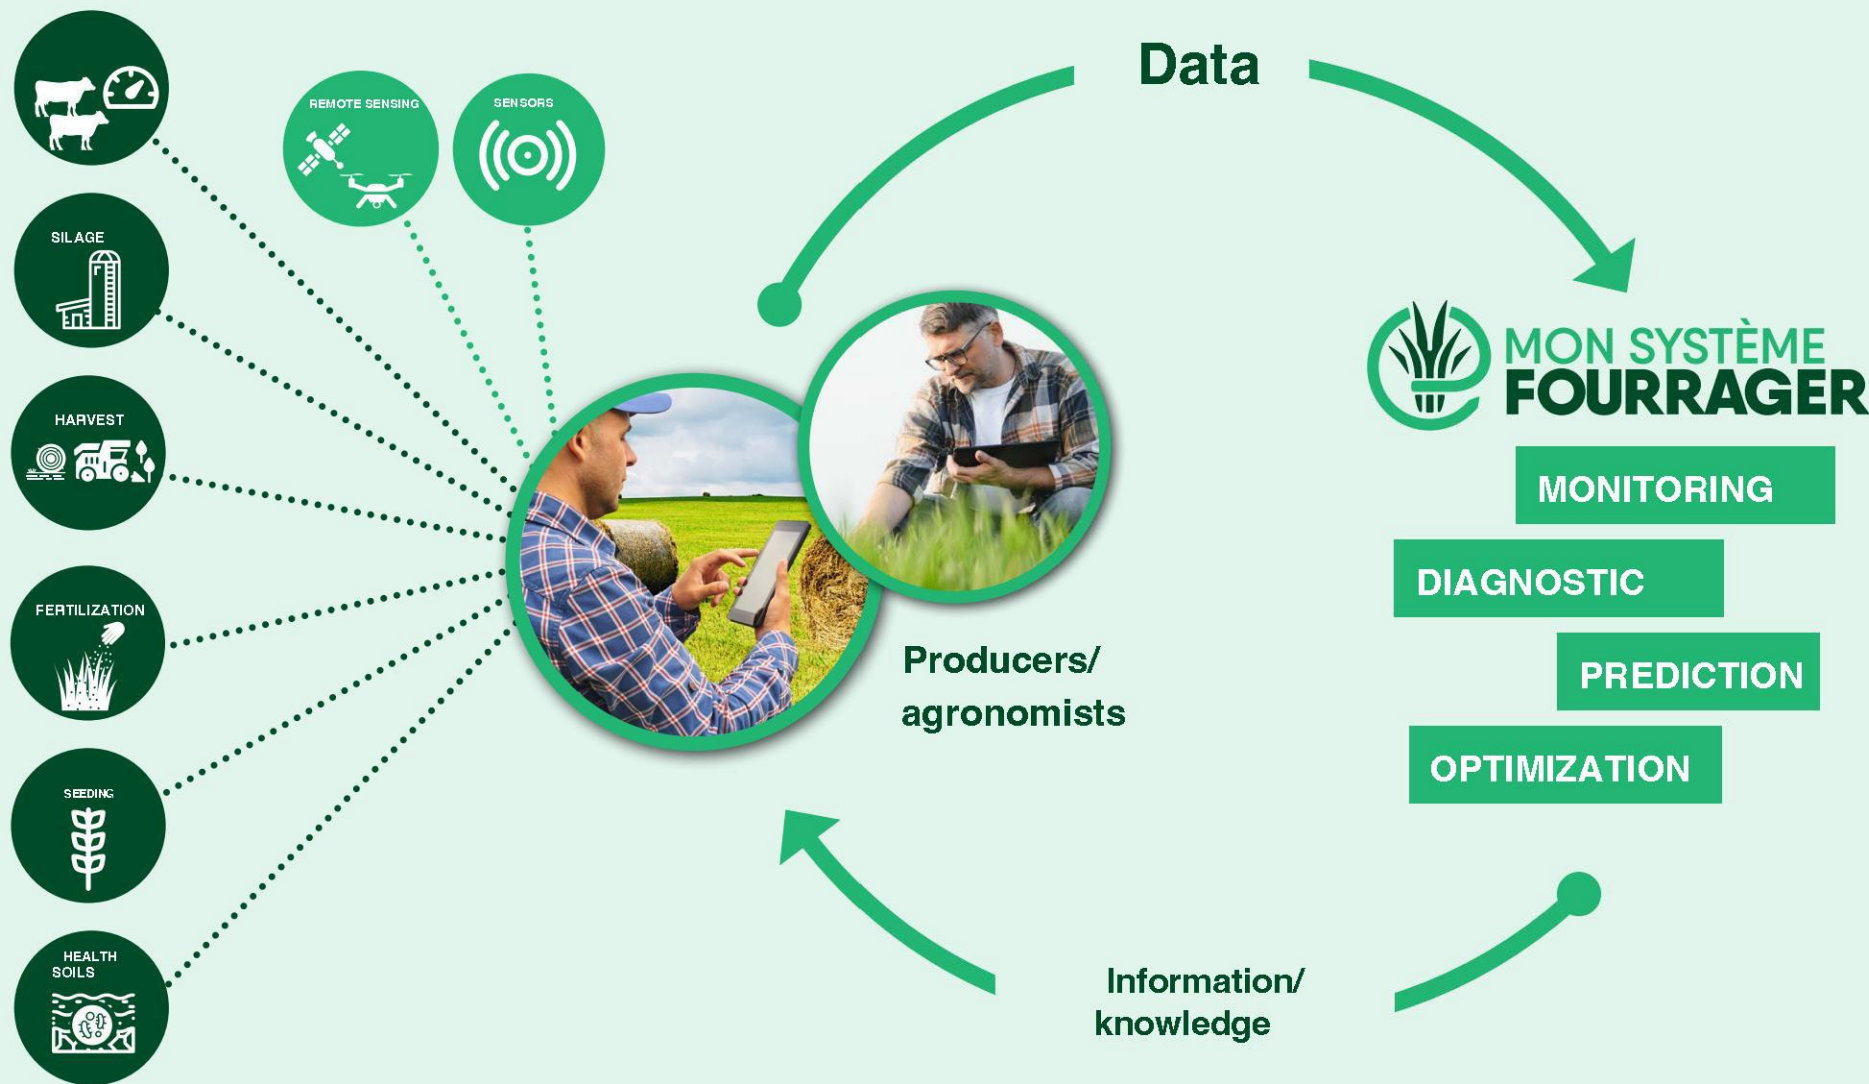 Data
REMOTE SENSING
SENSORS
SILAGE
HARVEST
FERTILIZATION
SEEDING
HEALTH
SOILS
Producers/
agronomists
MON SYSTÈME
FOURRAGER
MONITORING
DIAGNOSTIC
PREDICTION
OPTIMIZATION
Information/
knowledge